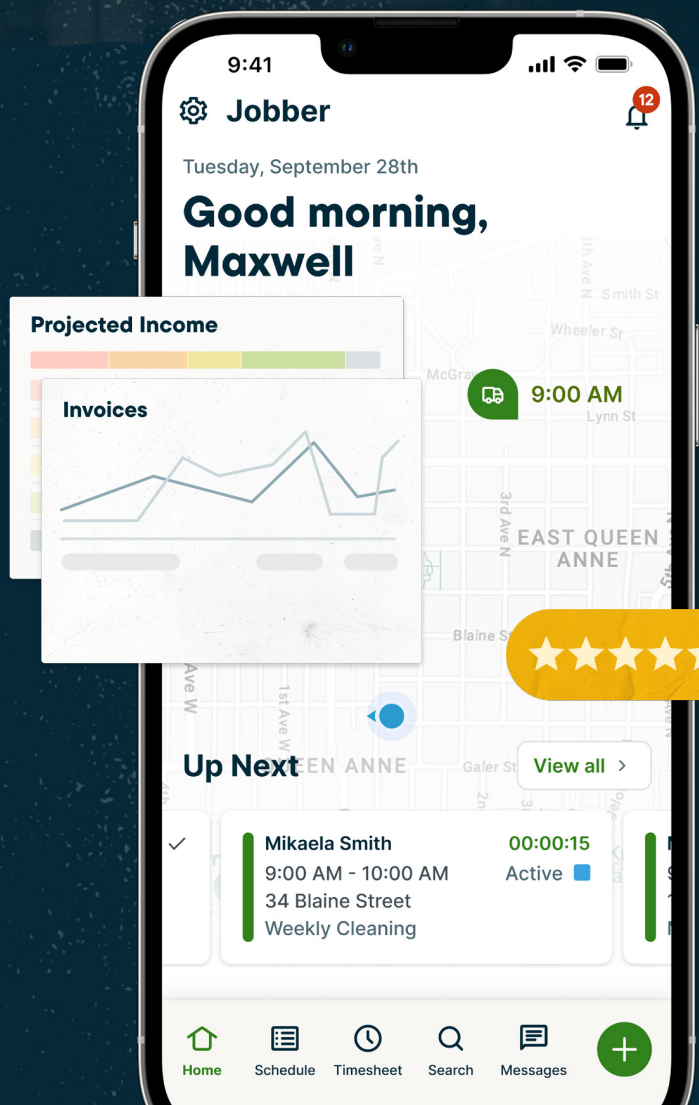 9:41
Jobber
12
Tuesday, September 28th
Good morning,
Maxwell
Smith St
Wheeler St
Projected Income
9:00 AM
Lynn St
Invoices
3rd Ave N
EAST QUEEN
ANNE
Blaine
Ave W
1st Ave W
Up Next
EEN ANNE
Galer St
View all
Mikaela Smith
00:00:15
9:00 AM - 10:00 AM
Active
34 Blaine Street
Weekly Cleaning
Home
Schedule
Timesheet
Search
Messages